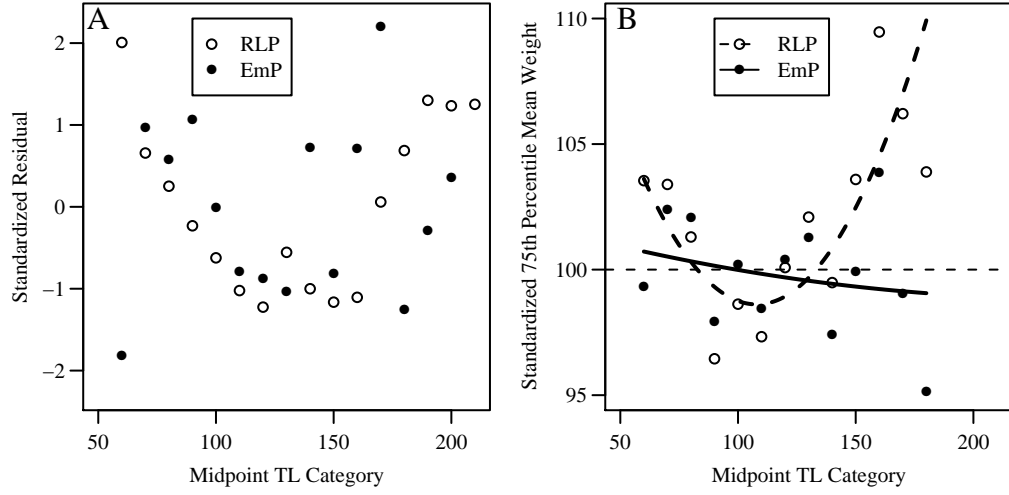 A
RLP
EmP
Standardized Residual
2
1
0
−1
−2
50
100
150
200
Midpoint TL Category
B
RLP
EmP
Standardized 75th Percentile Mean Weight
110
105
100
95
50
100
150
200
Midpoint TL Category